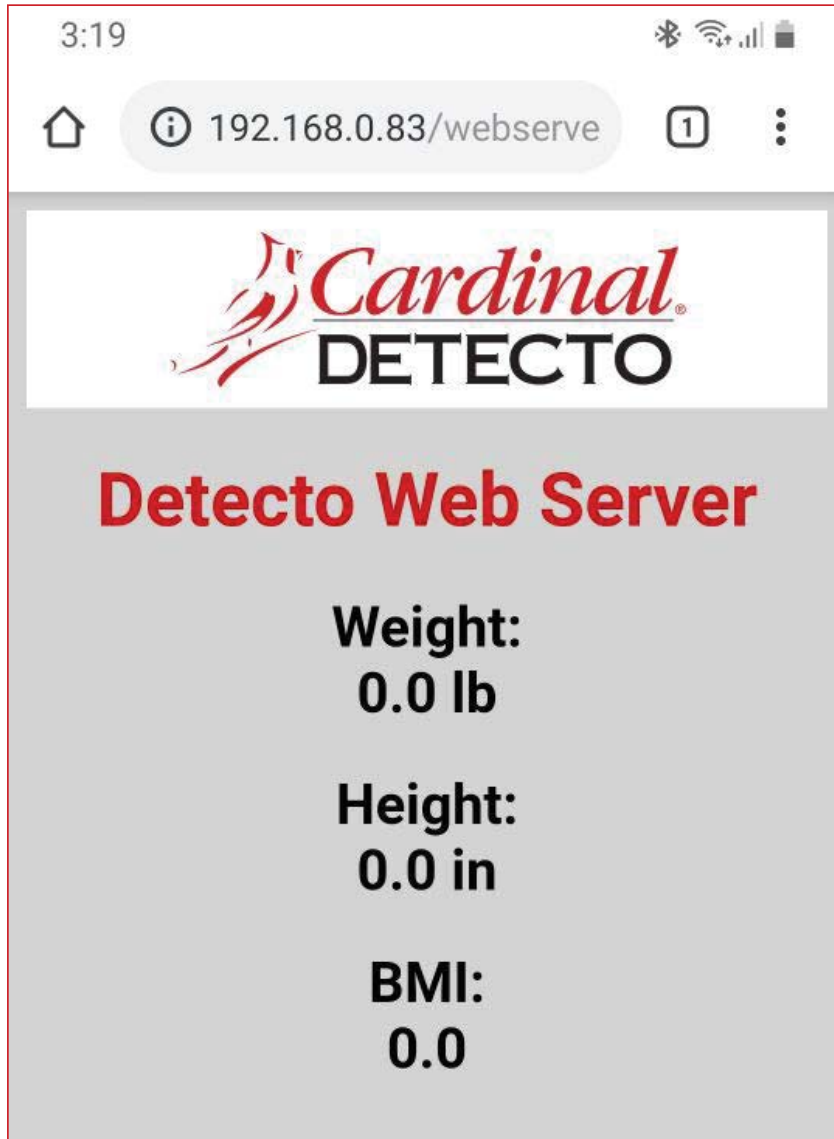 3:19
192.168.0.83/webserve
1
Cardinal®
DETECTO
Detecto Web Server
Weight:
0.0 lb
Height:
0.0 in
BMI:
0.0